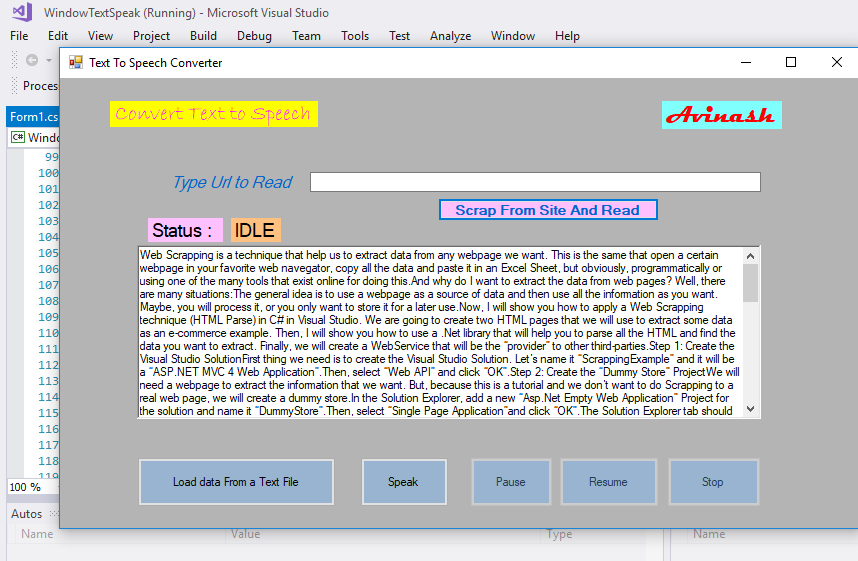 WindowTextSpeak (Running) - Microsoft Visual Studio
File Edit View Project Build Debug Team Tools Test Analyze Window Help
Text To Speech Converter
Proces
Convert Text to Speech
Avinash
Form1.cs
C# Windo
Type Url to Read
Scrap From Site And Read
Status : IDLE
Web Scrapping is a technique that help us to extract data from any webpage we want. This is the same that open a certain
webpage in your favorite web navegator, copy all the data and paste it in an Excel Sheet, but obviously, programmatically or
using one of the many tools that exist online for doing this.And why do I want to extract the data from web pages? Well, there
are many situations:The general idea is to use a webpage as a source of data and then use all the information as you want.
Maybe, you will process it, or you only want to store it for a later use.Now, I will show you how to apply a Web Scrapping
technique (HTML Parse) in C# in Visual Studio. We are going to create two HTML pages that we will use to extract some data
as an e-commerce example. Then, I will show you how to use a .Net library that will help you to parse all the HTML and find the
data you want to extract. Finally, we will create a WebService that will be the “provider” to other third-parties.Step 1: Create the
Visual Studio SolutionFirst thing we need is to create the Visual Studio Solution. Let’s name it “ScrappingExample” and it will be
a “ASP.NET MVC 4 Web Application”.Then, select “Web API” and click “OK”.Step 2: Create the “Dummy Store” ProjectWe will
need a webpage to extract the information that we want. But, because this is a tutorial and we don’t want to do Scrapping to a
real web page, we will create a dummy store.In the Solution Explorer, add a new “Asp.Net Empty Web Application” Project for
the solution and name it “DummyStore”.Then, select “Single Page Application”and click “OK”.The Solution Explorer tab should
99
100
101
102
103
104
105
106
107
108
109
110
111
112
113
114
115
116
117
118
119
Load data From a Text File
Speak
Pause
Resume
Stop
100 %
Autos
Name Value Type Name